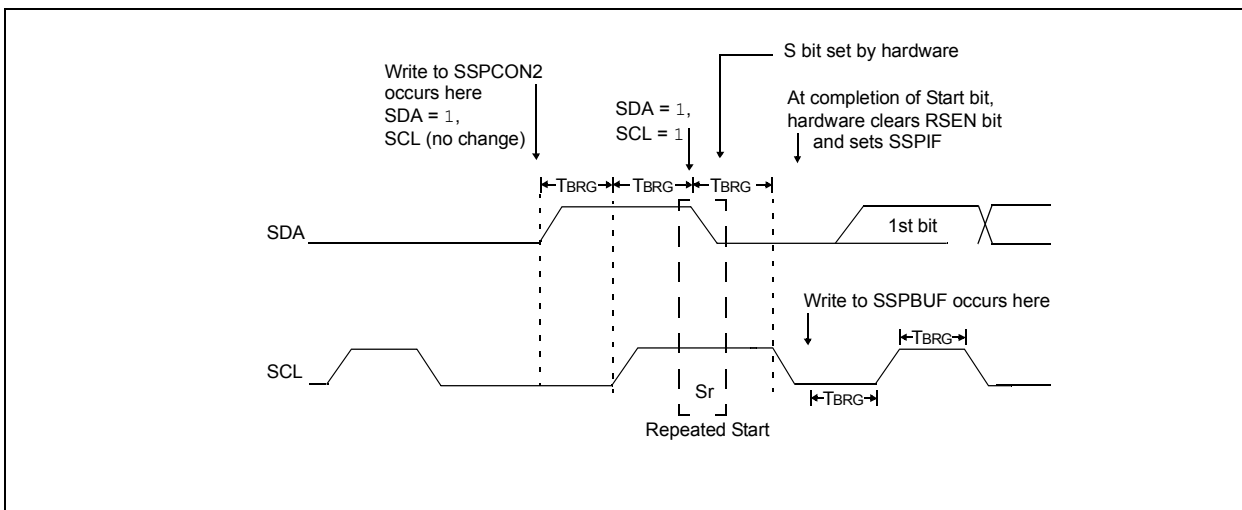 S bit set by hardware
Write to SSPCON2
occurs here
SDA = 1,
SCL (no change)
SDA = 1,
SCL = 1
At completion of Start bit,
hardware clears RSEN bit
and sets SSPIF
TBRG
TBRG
TBRG
SDA
1st bit
Write to SSPBUF occurs here
TBRG
SCL
Sr
TBRG
Repeated Start